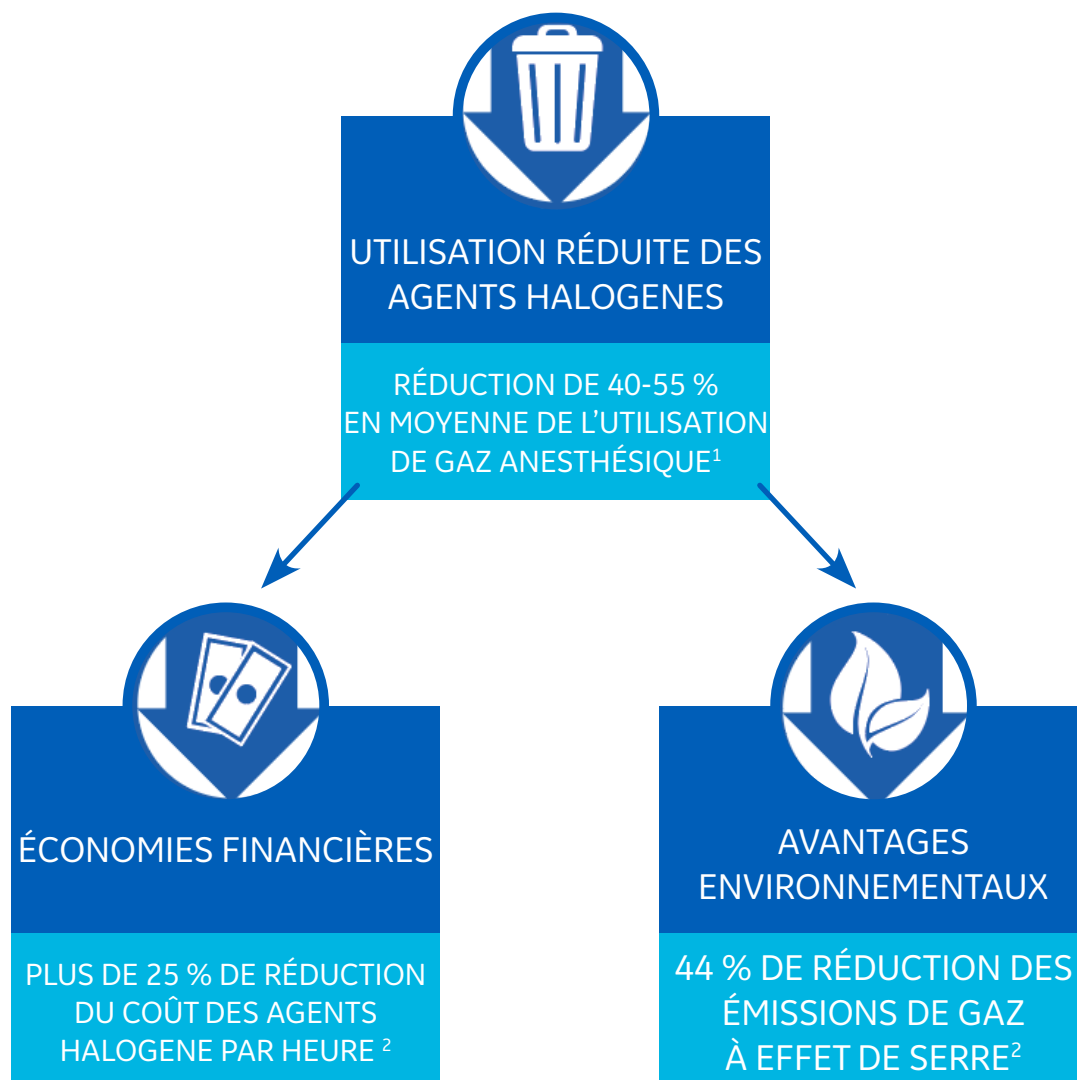 UTILISATION RÉDUITE DES
AGENTS HALOGENES
RÉDUCTION DE 40-55 %
EN MOYENNE DE L’UTILISATION
DE GAZ ANESTHÉSIQUE¹
ÉCONOMIES FINANCIÈRES
PLUS DE 25 % DE RÉDUCTION
DU COÛT DES AGENTS
HALOGENE PAR HEURE ²
AVANTAGES
ENVIRONNEMENTAUX
44 % DE RÉDUCTION DES
ÉMISSIONS DE GAZ
À EFFET DE SERRE²